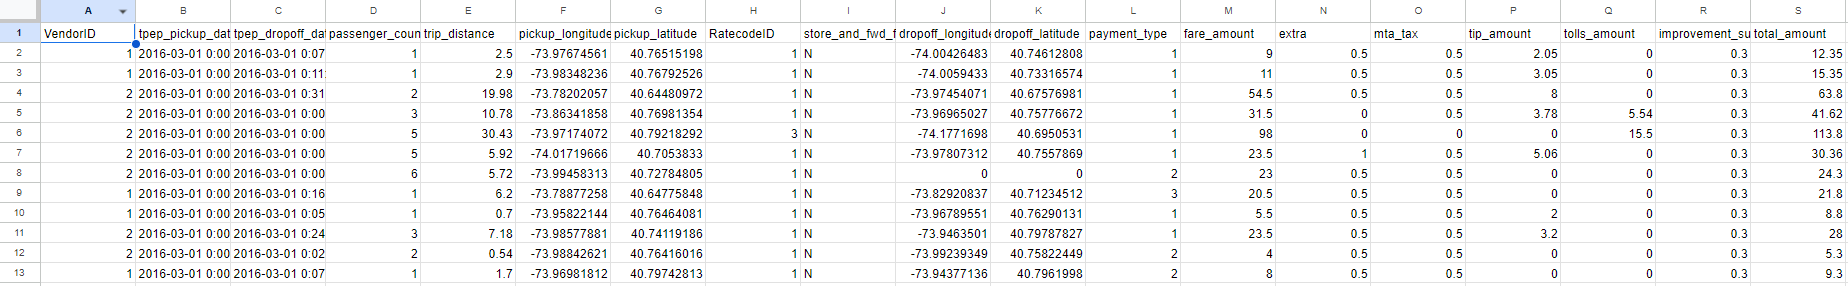 A B C D E F G H I J K L M N O P Q R S
1 VendorID tpep_pickup_dat tpep_dropoff_dat passenger_coun trip_distance pickup_longitude pickup_latitude RatecodeID store_and_fwd_f dropoff_longitud dropoff_latitude payment_type fare_amount extra mta_tax tip_amount tolls_amount improvement_su total_amount
2 1 2016-03-01 0:00 2016-03-01 0:07 1 2.5 -73.97674561 40.76515198 1 N -74.00426483 40.74612808 1 9 0.5 0.5 2.05 0 0.3 12.35
3 1 2016-03-01 0:00 2016-03-01 0:11: 1 2.9 -73.98348236 40.76792526 1 N -74.0059433 40.73316574 1 11 0.5 0.5 3.05 0 0.3 15.35
4 2 2016-03-01 0:00 2016-03-01 0:31 2 19.98 -73.78202057 40.64480972 1 N -73.97454071 40.67576981 1 54.5 0.5 0.5 8 0 0.3 63.8
5 2 2016-03-01 0:00 2016-03-01 0:00 3 10.78 -73.86341858 40.76981354 1 N -73.96965027 40.75776672 1 31.5 0 0.5 3.78 5.54 0.3 41.62
6 2 2016-03-01 0:00 2016-03-01 0:00 5 30.43 -73.97174072 40.79218292 3 N -74.1771698 40.6950531 1 98 0 0 0 15.5 0.3 113.8
7 2 2016-03-01 0:00 2016-03-01 0:00 5 5.92 -74.01719666 40.7053833 1 N -73.97807312 40.7557869 1 23.5 1 0.5 5.06 0 0.3 30.36
8 2 2016-03-01 0:00 2016-03-01 0:00 6 5.72 -73.99458313 40.72784805 1 N 0 0 2 23 0.5 0.5 0 0 0.3 24.3
9 1 2016-03-01 0:00 2016-03-01 0:16 1 6.2 -73.78877258 40.64775848 1 N -73.82920837 40.71234512 3 20.5 0.5 0.5 0 0 0.3 21.8
10 1 2016-03-01 0:00 2016-03-01 0:05 1 0.7 -73.95822144 40.76464081 1 N -73.96789551 40.76290131 1 5.5 0.5 0.5 2 0 0.3 8.8
11 2 2016-03-01 0:00 2016-03-01 0:24 3 7.18 -73.98577881 40.74119186 1 N -73.9463501 40.79787827 1 23.5 0.5 0.5 3.2 0 0.3 28
12 2 2016-03-01 0:00 2016-03-01 0:02 2 0.54 -73.98842621 40.76416016 1 N -73.99239349 40.75822449 2 4 0.5 0.5 0 0 0.3 5.3
13 1 2016-03-01 0:00 2016-03-01 0:07 1 1.7 -73.96981812 40.79742813 1 N -73.94377136 40.7961998 2 8 0.5 0.5 0 0 0.3 9.3